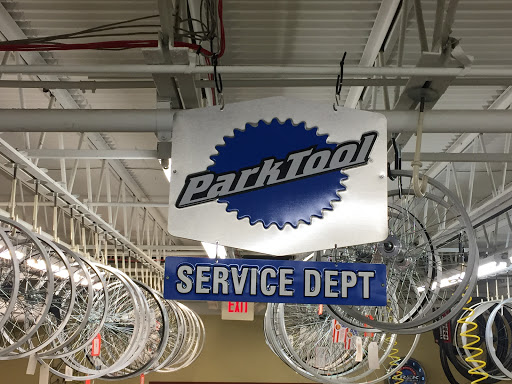 ParkTool
SERVICE DEPT
EXIT